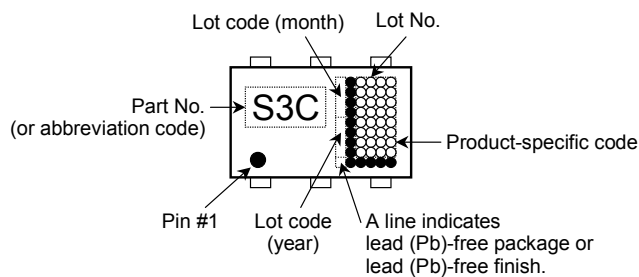 Lot code (month)
Lot No.
Part No.
(or abbreviation code)
S3C
Product-specific code
Pin #1
Lot code
(year)
A line indicates
lead (Pb)-free package or
lead (Pb)-free finish.